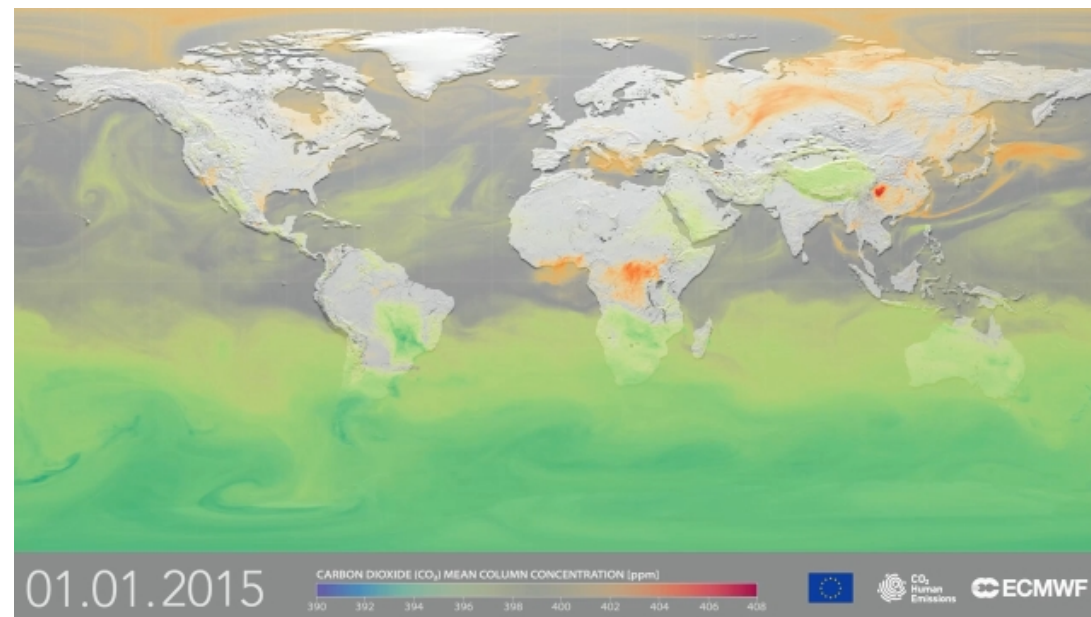 01.01.2015
CARBON DIOXIDE (CO₂) MEAN COLUMN CONCENTRATION [ppm]
390 392 394 396 398 400 402 404 406 408
CO₂
Human
Emissions
ECMWF